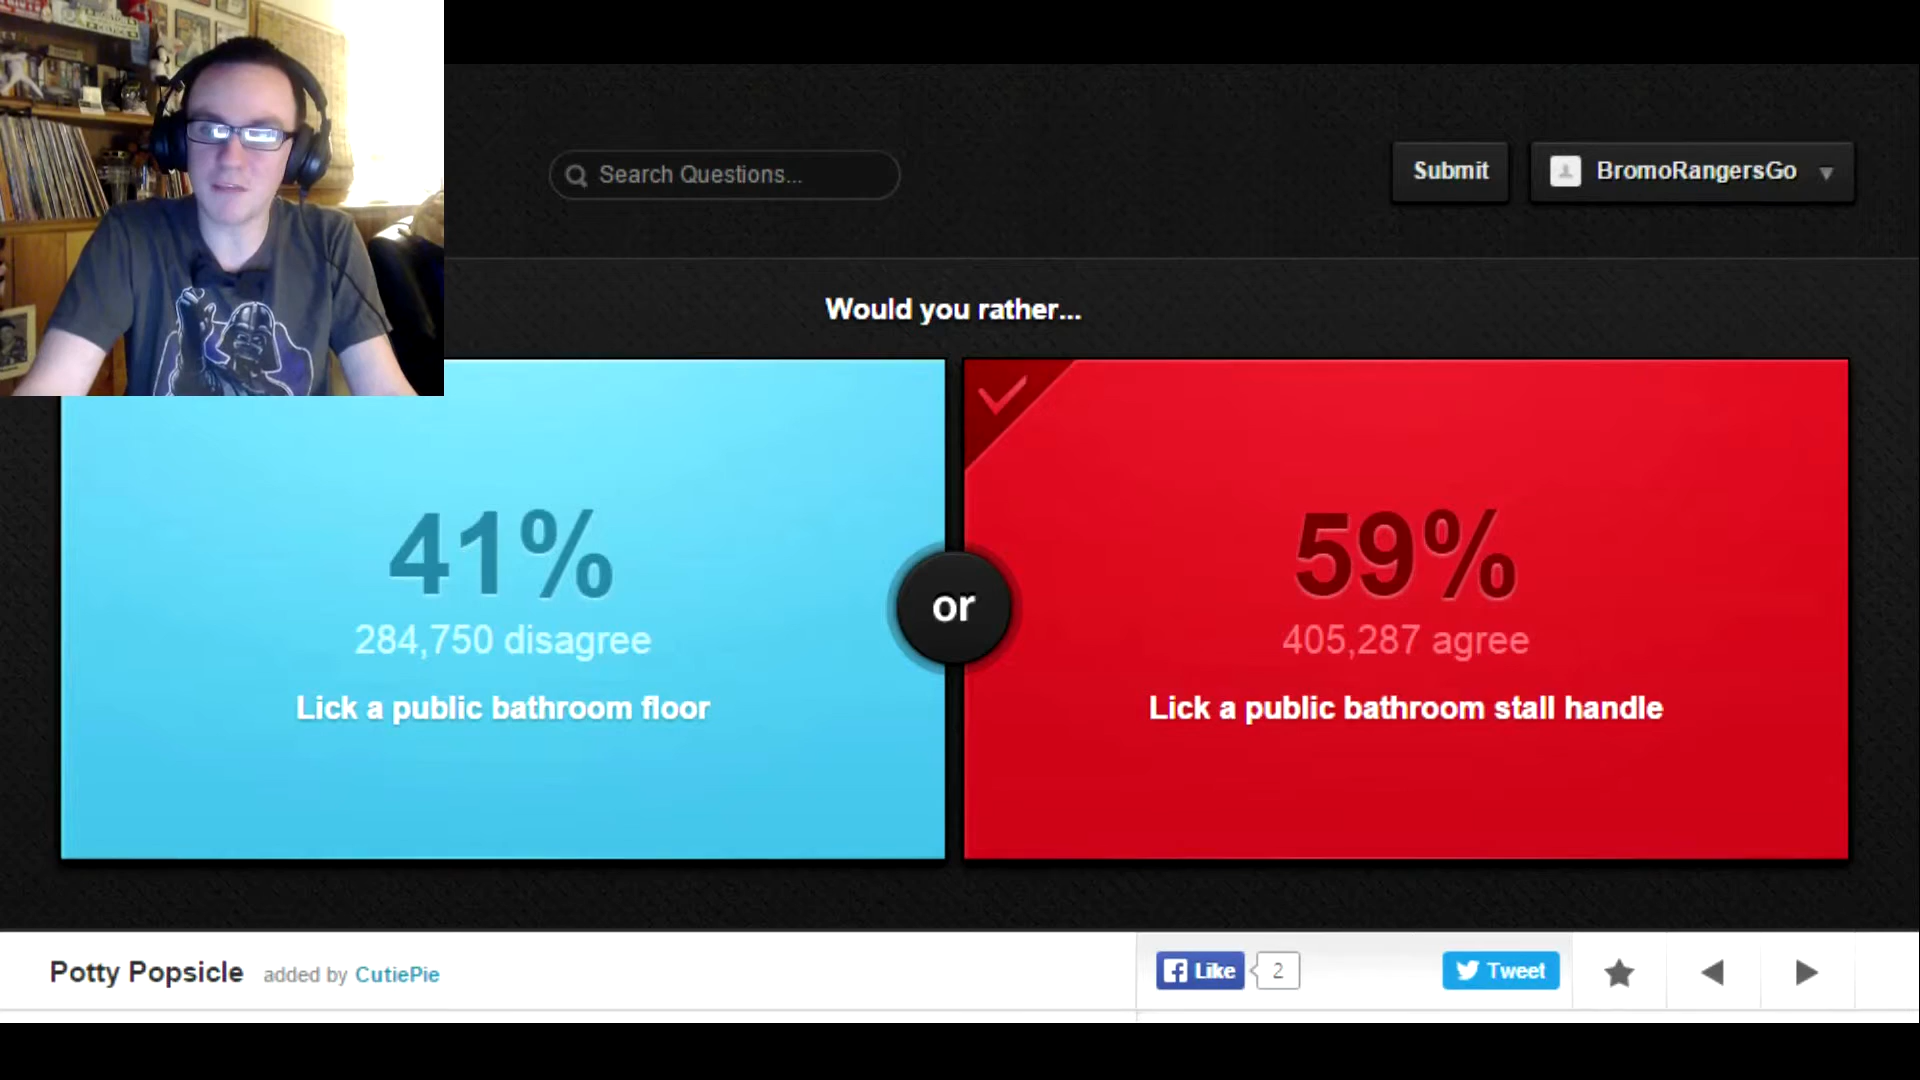 Search Questions...
Submit
BromoRangersGo
Would you rather...
41%
284,750 disagree
Lick a public bathroom floor
or
59%
405,287 agree
Lick a public bathroom stall handle
Potty Popsicle added by CutiePie
Like
2
Tweet